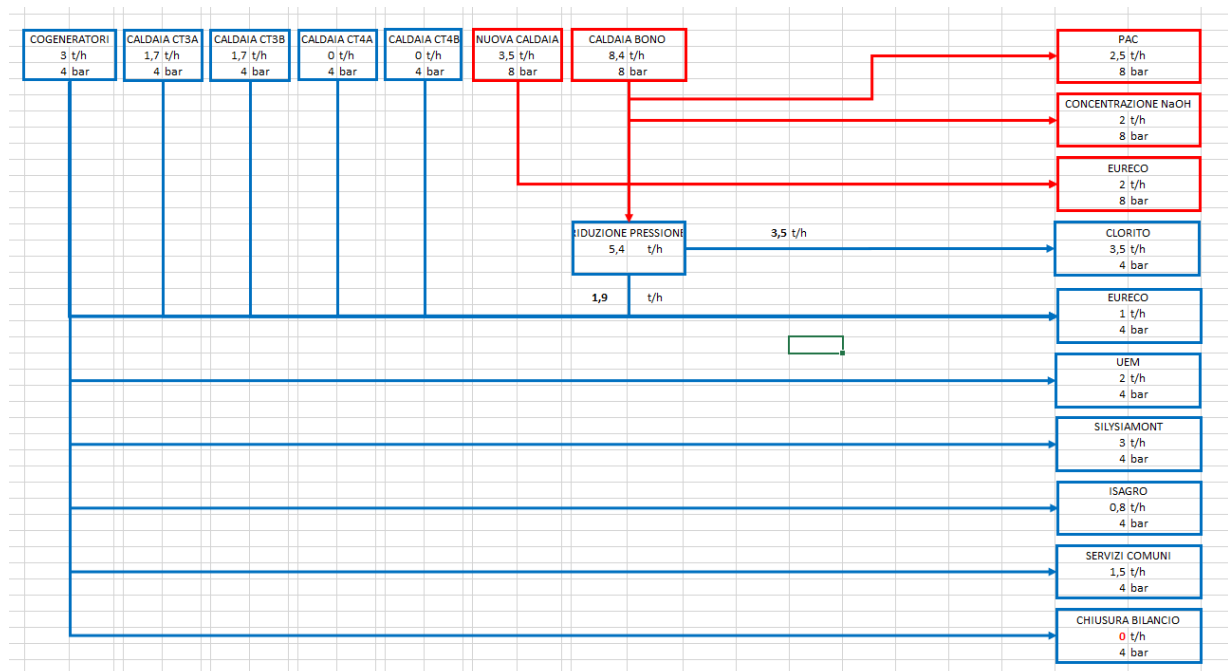 COGENERATORI
3 t/h
4 bar
CALDAIA CT3A
1,7 t/h
4 bar
CALDAIA CT3B
1,7 t/h
4 bar
CALDAIA CT4A
0 t/h
4 bar
CALDAIA CT4B
0 t/h
4 bar
NUOVA CALDAIA
3,5 t/h
8 bar
CALDAIA BONO
8,4 t/h
8 bar
PAC
2,5 t/h
8 bar
CONCENTRAZIONE NaOH
2 t/h
8 bar
EURECO
2 t/h
8 bar
RIDUZIONE PRESSIONE
5,4 t/h
3,5 t/h
CLORITO
3,5 t/h
4 bar
1,9 t/h
EURECO
1 t/h
4 bar
UEM
2 t/h
4 bar
SILYSIAMONT
3 t/h
4 bar
ISAGRO
0,8 t/h
4 bar
SERVIZI COMUNI
1,5 t/h
4 bar
CHIUSURA BILANCIO
0 t/h
4 bar